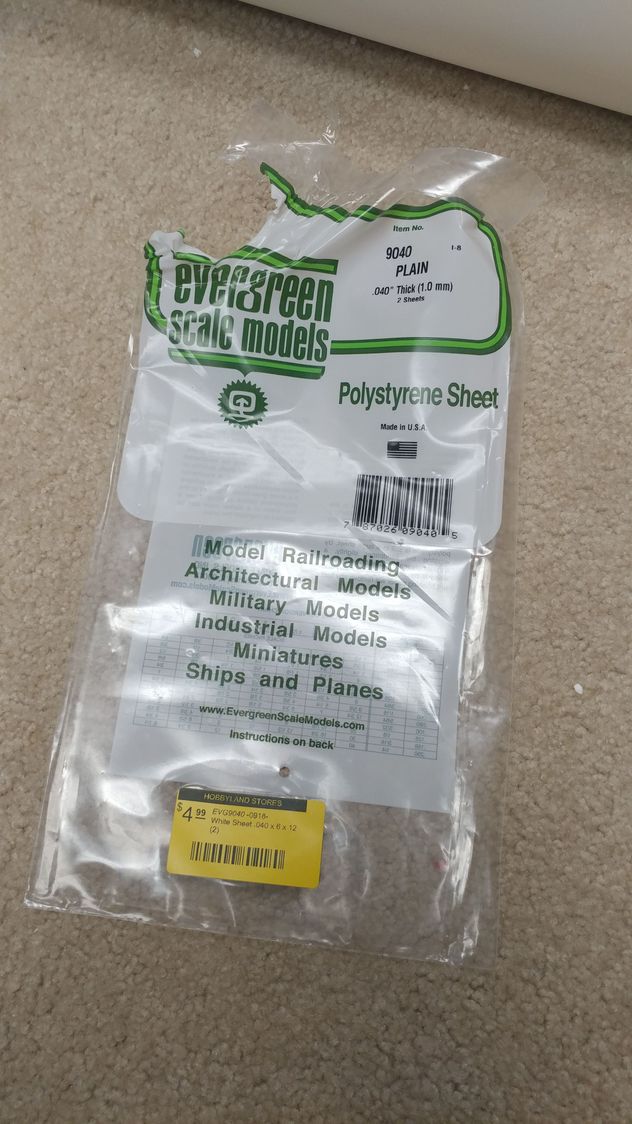 Item No.
9040
I-8
PLAIN
.040" Thick (1.0 mm)
2 Sheets
evergreen
scale models
Polystyrene Sheet
Made in U.S.A.
7 87026 09040 5
Model Railroading
Architectural Models
Military Models
Industrial Models
Miniatures
Ships and Planes
www.EvergreenScaleModels.com
Instructions on back
HOBBYLAND STORES
$4.99 EVG9040 -0916-
White Sheet .040 x 6 x 12
(2)